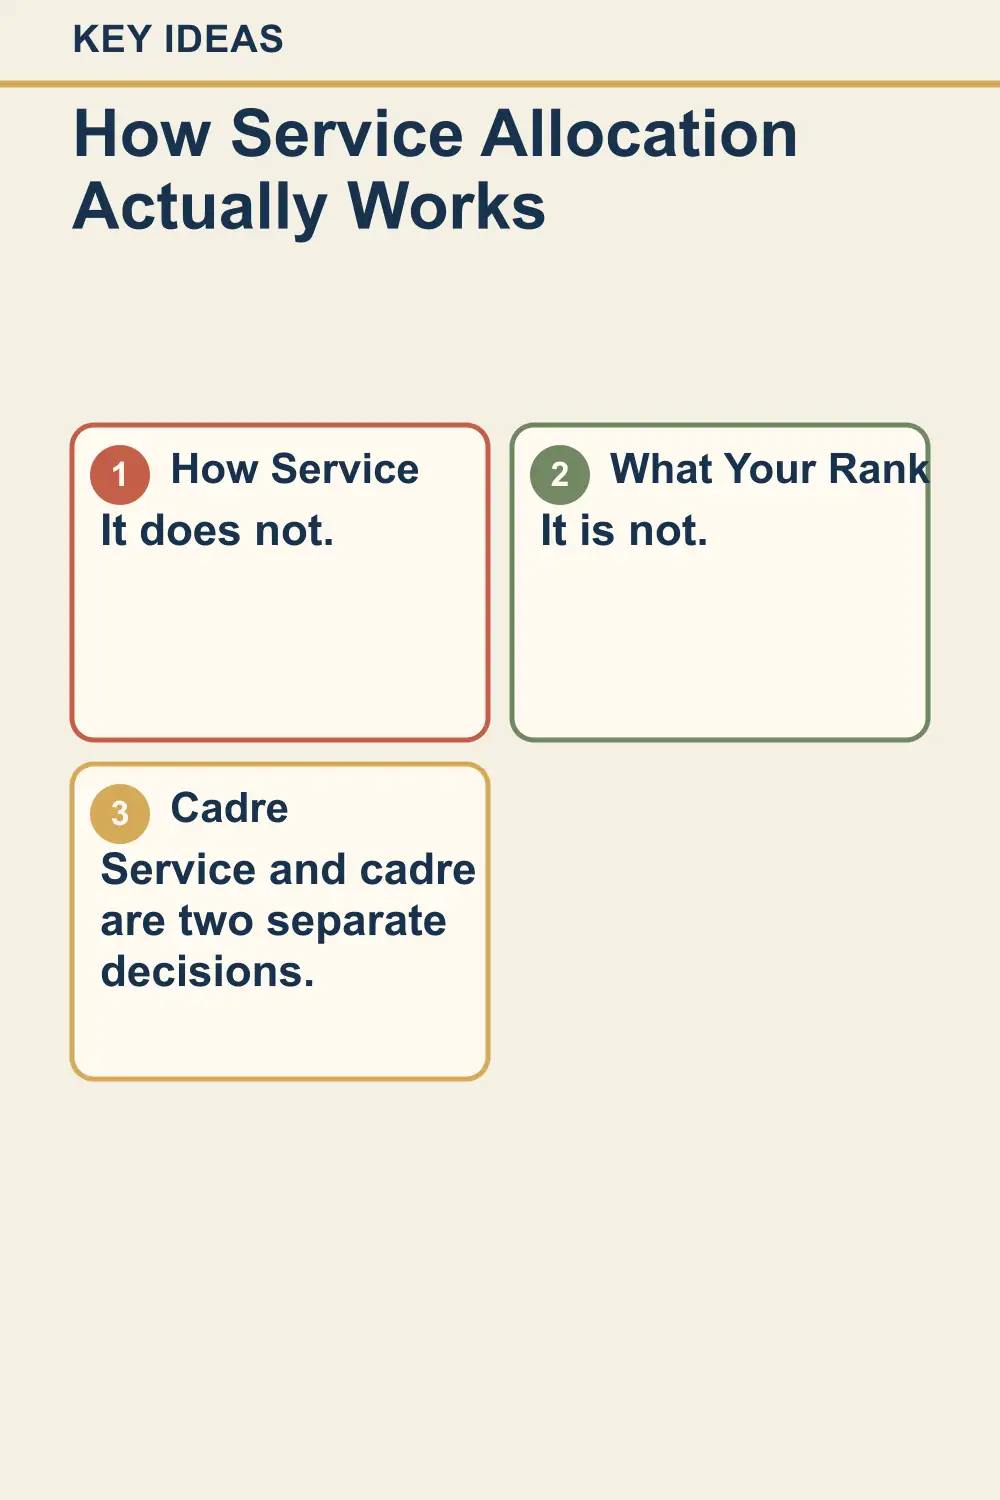 KEY IDEAS
How Service Allocation
Actually Works
1 How Service
It does not.
2 What Your Rank
It is not.
3 Cadre
Service and cadre
are two separate
decisions.